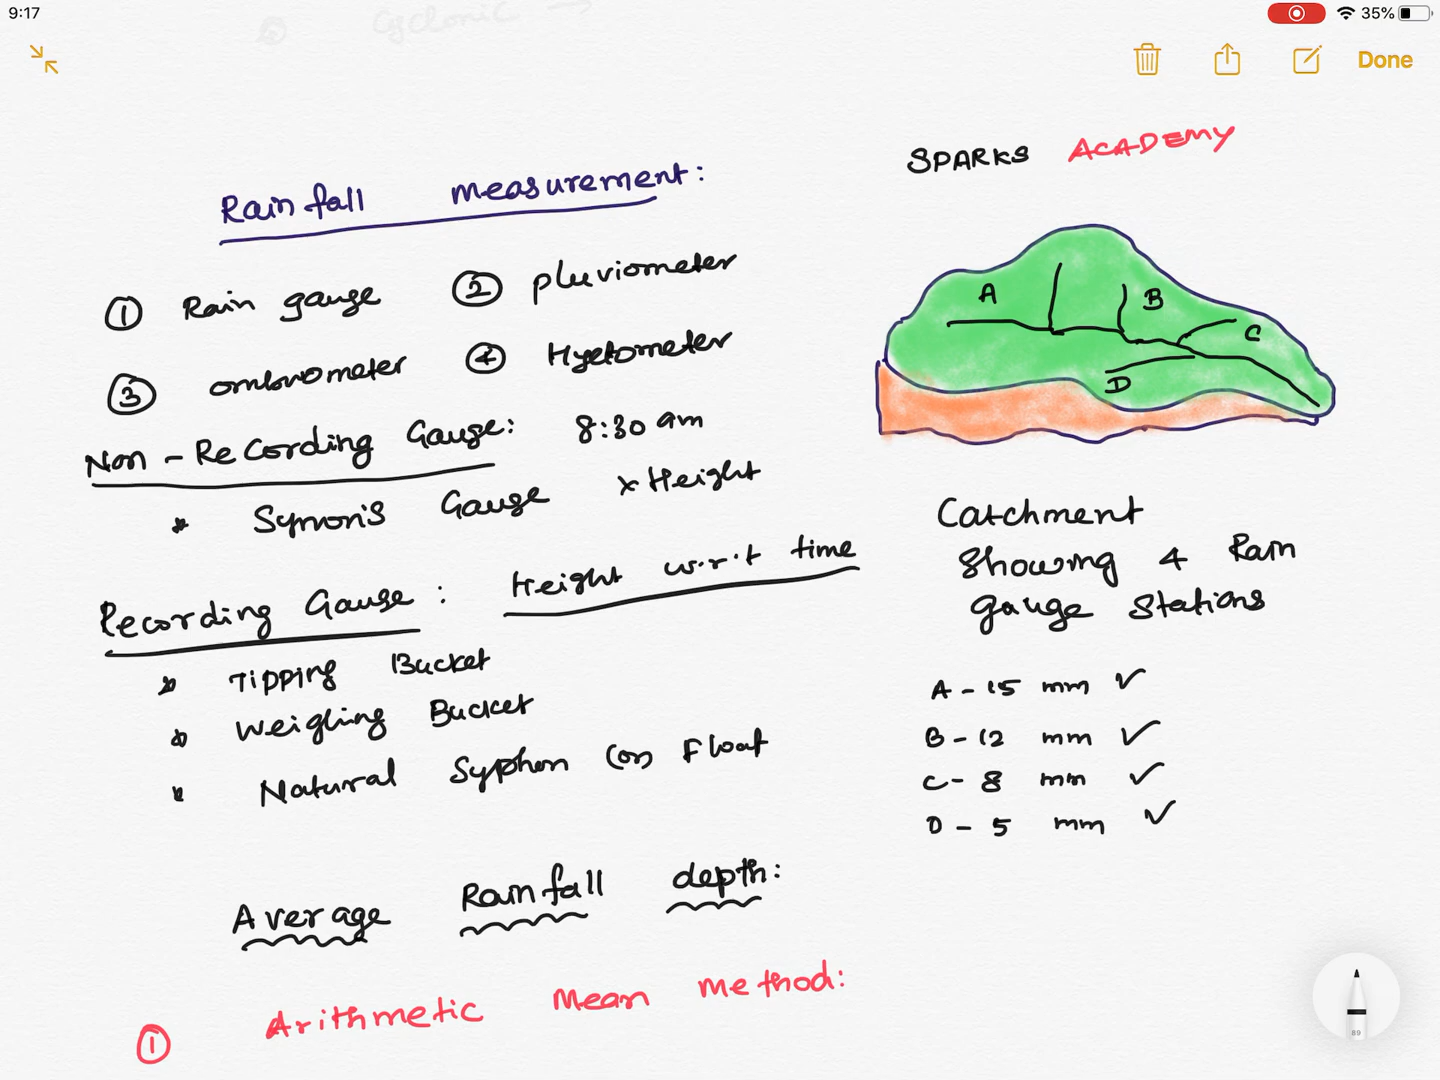 9:17
35%
Cyclonic →
Done
SPARKS ACADEMY
Rainfall measurement:
① Rain gauge ② pluviometer
③ ombrometer ④ Hyetometer
Non-Recording Gauge: 8:30 am
* Symon's Gauge x Height
Recording Gauge: Height w.r.t time
* Tipping Bucket
* Weighing Bucket
* Natural Syphon (or) Float
Average Rainfall depth:
① Arithmetic Mean method:
A
B
C
D
Catchment
Showing 4 Rain
gauge Stations
A - 15 mm ✓
B - 12 mm ✓
C - 8 mm ✓
D - 5 mm ✓
89